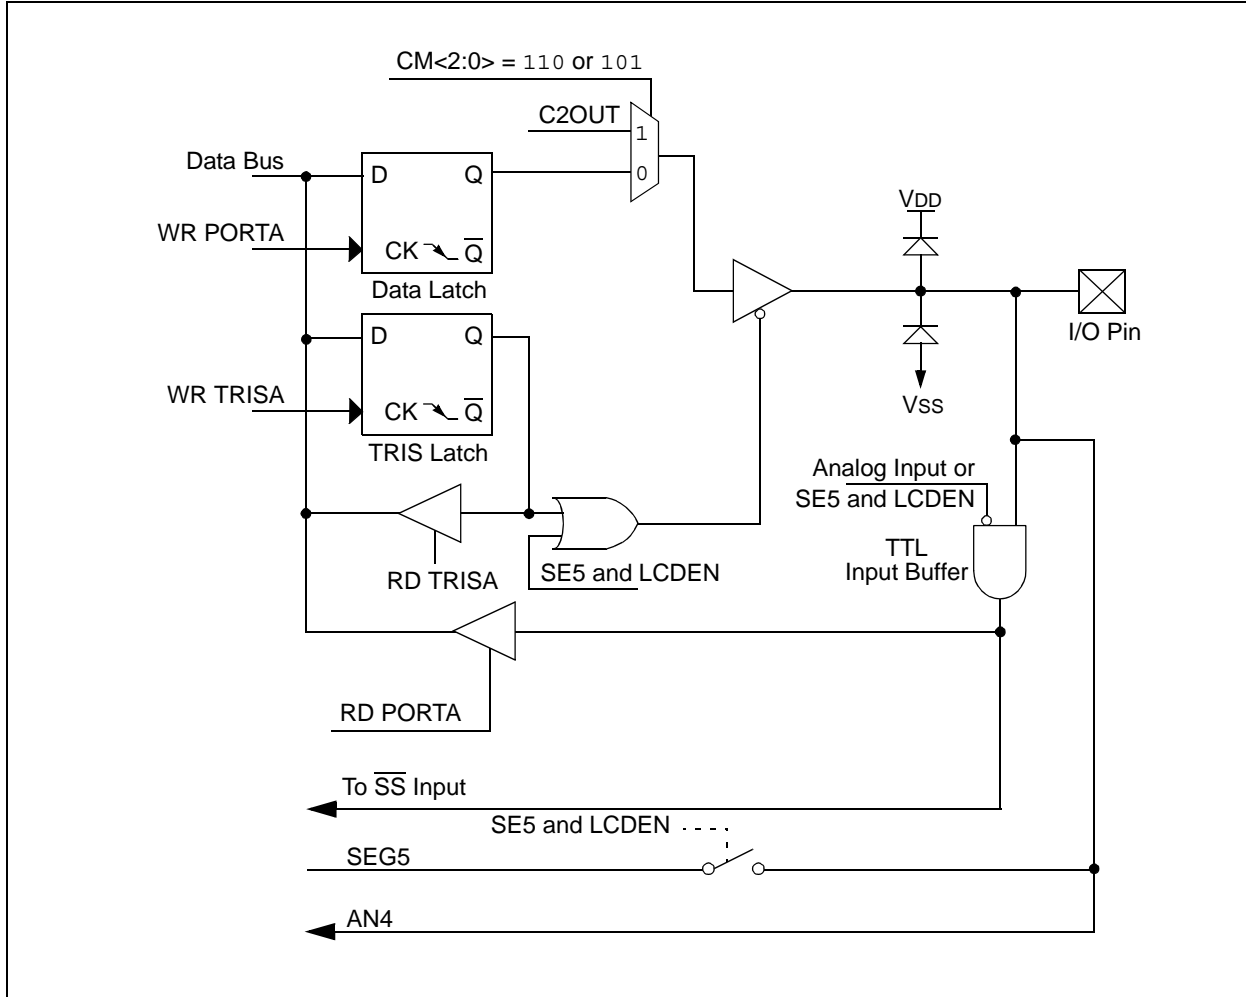 CM<2:0> = 110 or 101
C2OUT
1
0
Data Bus
D
Q
WR PORTA
CK
Q̅
Data Latch
VDD
I/O Pin
VSS
D
Q
WR TRISA
CK
Q̅
TRIS Latch
Analog Input or
SE5 and LCDEN
TTL
Input Buffer
RD TRISA
SE5 and LCDEN
RD PORTA
To S̅S̅ Input
SE5 and LCDEN
SEG5
AN4